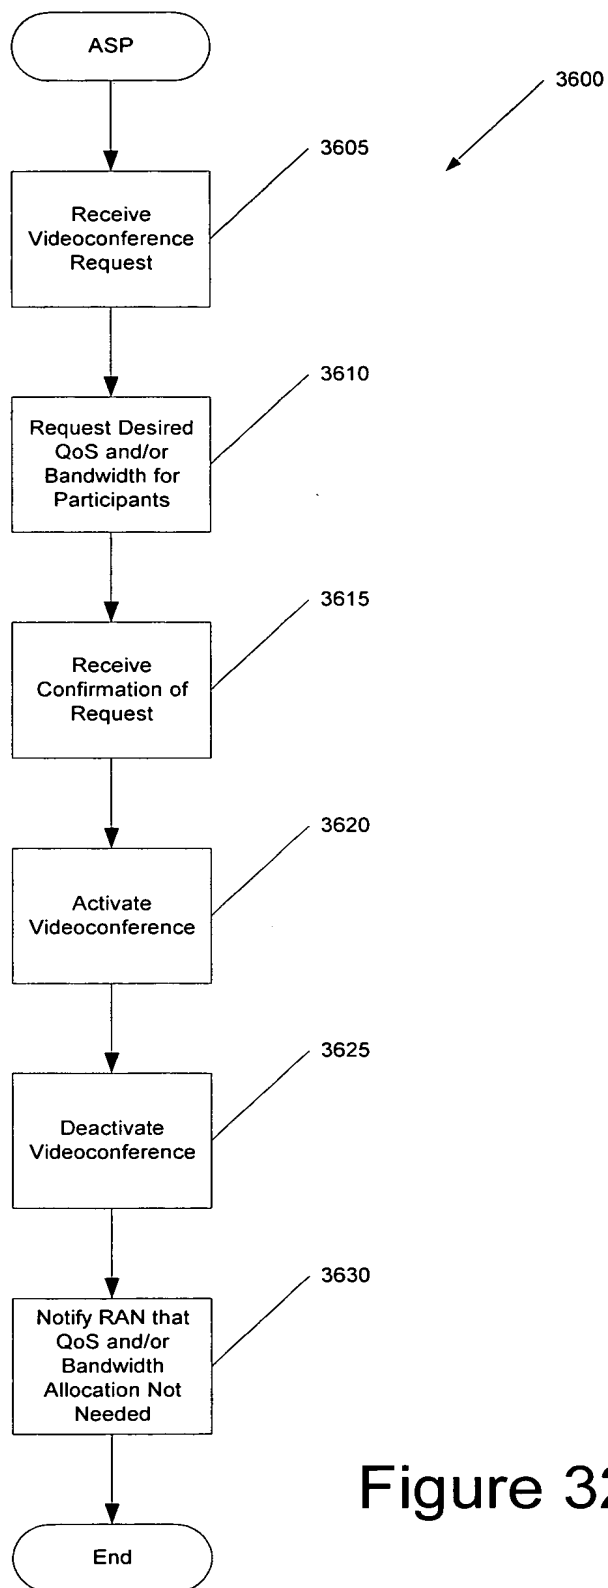 ASP
3600
3605
Receive
Videoconference
Request
3610
Request Desired
QoS and/or
Bandwidth for
Participants
3615
Receive
Confirmation of
Request
3620
Activate
Videoconference
3625
Deactivate
Videoconference
3630
Notify RAN that
QoS and/or
Bandwidth
Allocation Not
Needed
Figure 32
End